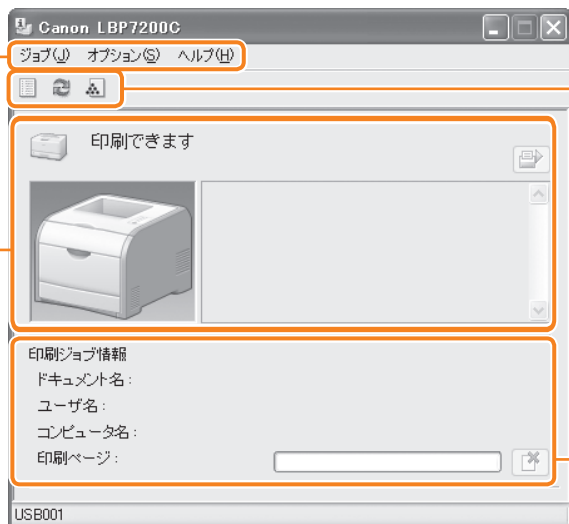 Canon LBP7200C
ジョブ(J) オプション(S) ヘルプ(H)
印刷できます
印刷ジョブ情報
ドキュメント名:
ユーザ名:
コンピュータ名:
印刷ページ:
USB001